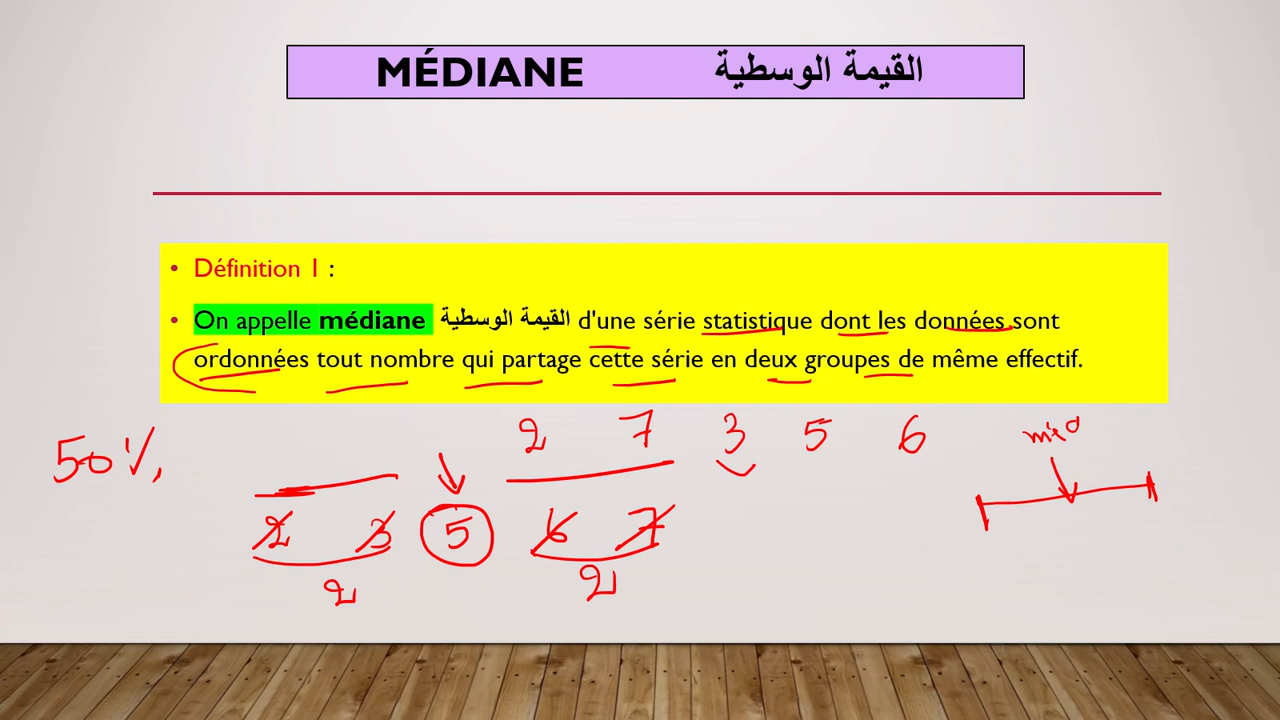 MÉDIANE القيمة الوسطية
• Définition 1 :
• On appelle médiane القيمة الوسطية d'une série statistique dont les données sont
ordonnées tout nombre qui partage cette série en deux groupes de même effectif.
2 7 3 5 6
50%
2 3 5 6 7
2 2